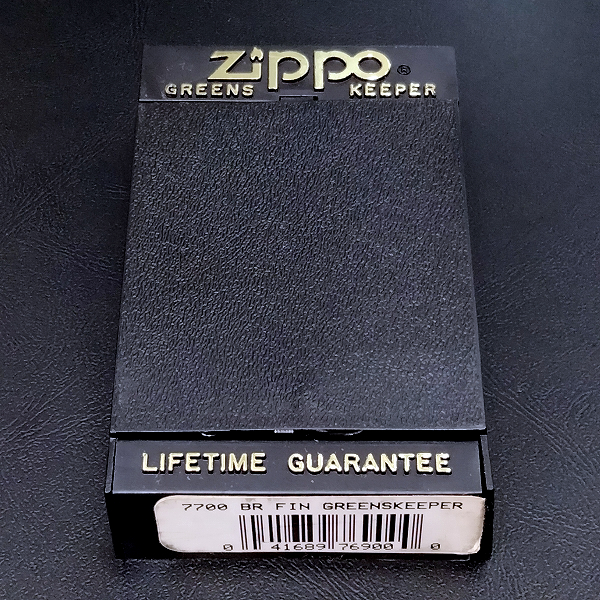 Zippo®
GREENS KEEPER
LIFETIME GUARANTEE
7700 BR FIN GREENSKEEPER
0 41689 76900 0